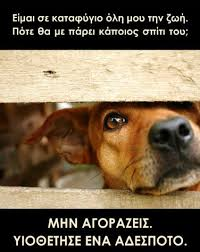 Είμαι σε καταφύγιο όλη μου την ζωή.
Πότε θα με πάρει κάποιος σπίτι του;
ΜΗΝ ΑΓΟΡΑΖΕΙΣ.
ΥΙΟΘΕΤΗΣΕ ΕΝΑ ΑΔΕΣΠΟΤΟ.